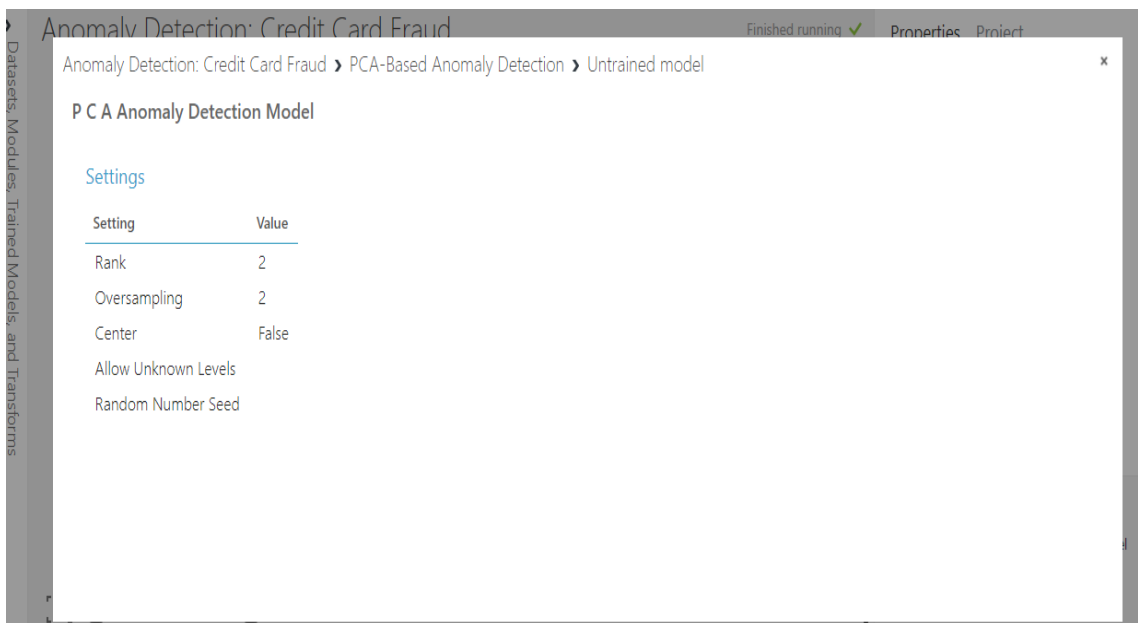 Anomaly Detection: Credit Card Fraud
Finished running
Properties Project
Datasets, Modules, Trained Models, and Transforms
Anomaly Detection: Credit Card Fraud > PCA-Based Anomaly Detection > Untrained model
x
P C A Anomaly Detection Model
Settings
Setting Value
Rank 2
Oversampling 2
Center False
Allow Unknown Levels
Random Number Seed